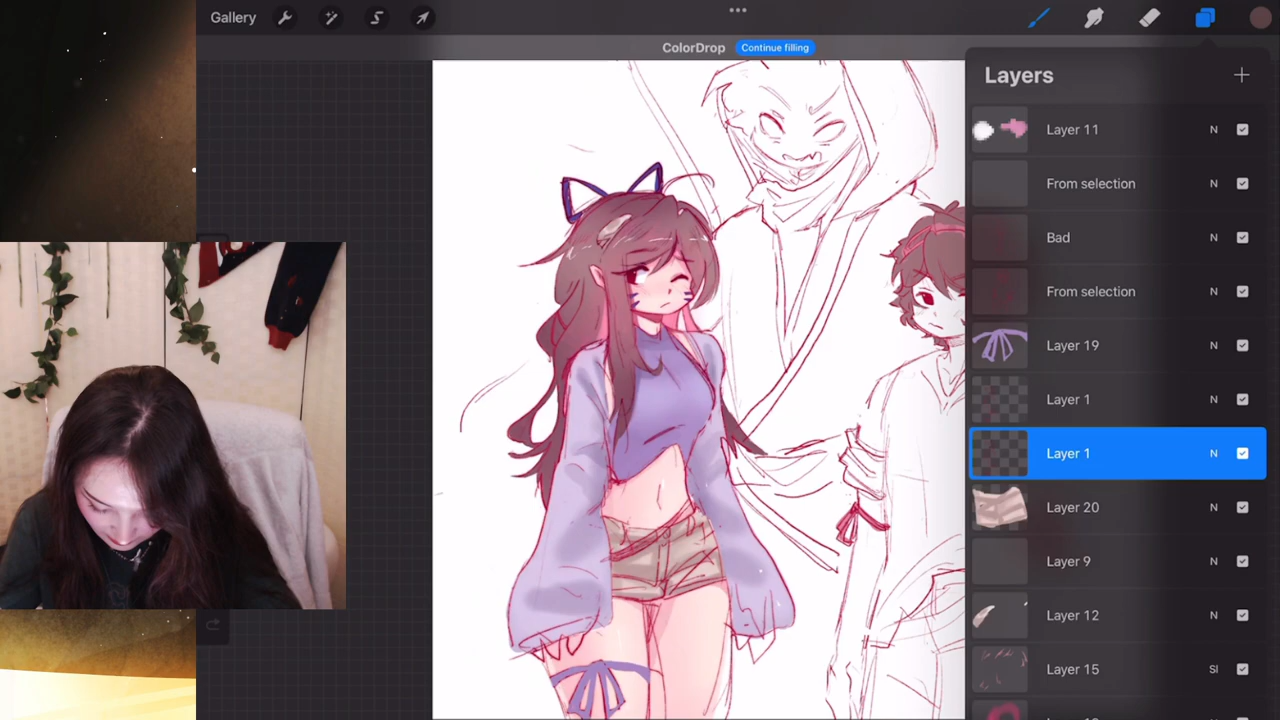 Gallery
ColorDrop Continue filling
Layers
Layer 11 N
From selection N
Bad N
From selection N
Layer 19 N
Layer 1 N
Layer 1 N
Layer 20 N
Layer 9 N
Layer 12 N
Layer 15 Sl